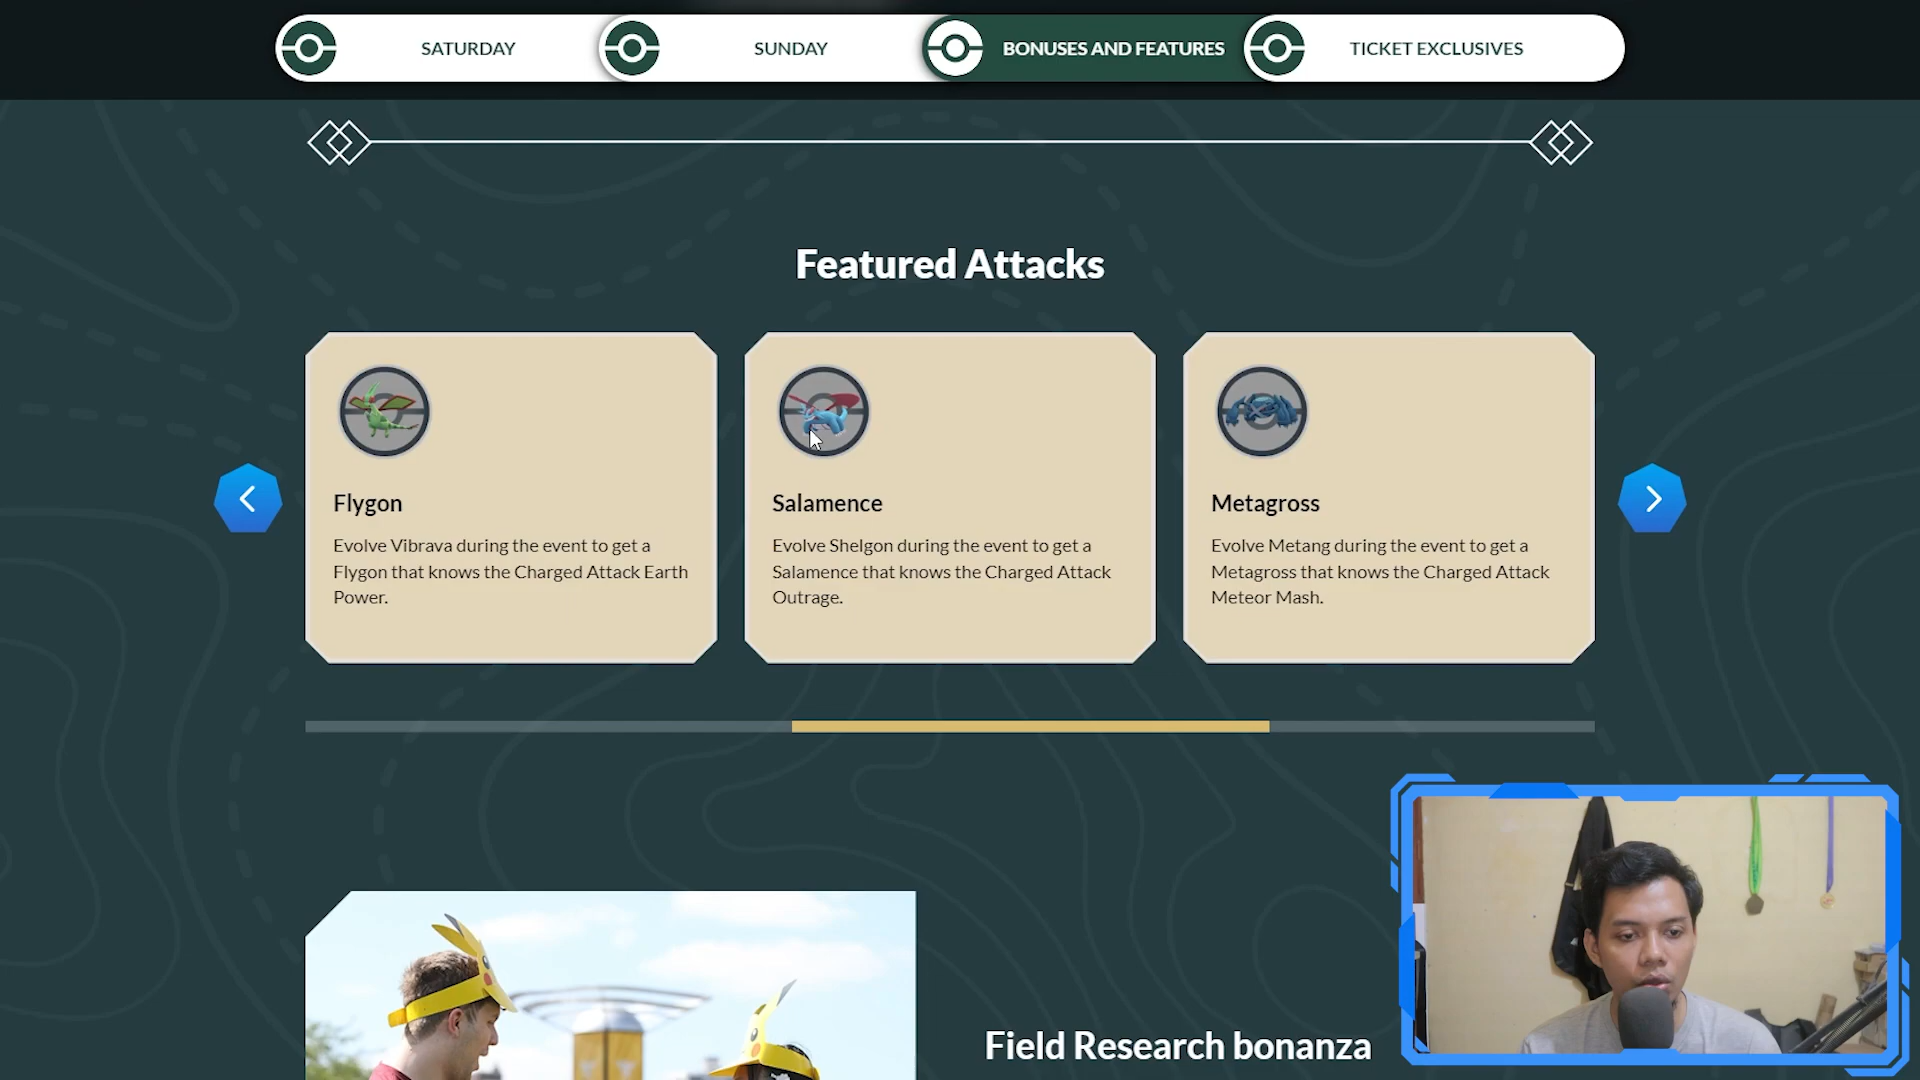 SATURDAY
SUNDAY
BONUSES AND FEATURES
TICKET EXCLUSIVES
Featured Attacks
Flygon
Evolve Vibrava during the event to get a
Flygon that knows the Charged Attack Earth
Power.
Salamence
Evolve Shelgon during the event to get a
Salamence that knows the Charged Attack
Outrage.
Metagross
Evolve Metang during the event to get a
Metagross that knows the Charged Attack
Meteor Mash.
Field Research bonanza